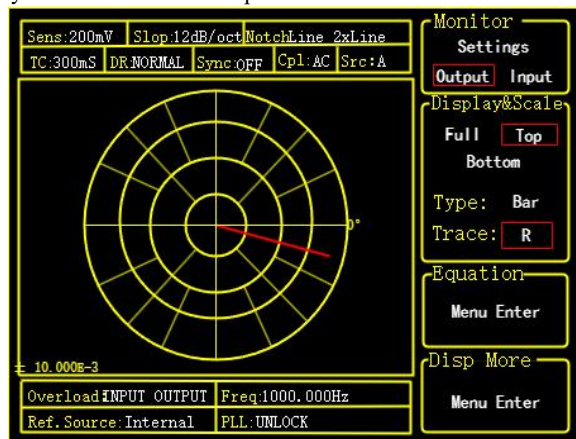 Sens:200mV Slop:12dB/oct NotchLine 2xLine
TC:300mS DR:NORMAL Sync:OFF Cpl:AC Src:A
0°
± 10.000E-3
Overload:INPUT OUTPUT Freq:1000.000Hz
Ref.Source:Internal PLL:UNLOCK
Monitor
Settings
Output Input
Display&Scale
Full Top
Bottom
Type: Bar
Trace: R
Equation
Menu Enter
Disp More
Menu Enter